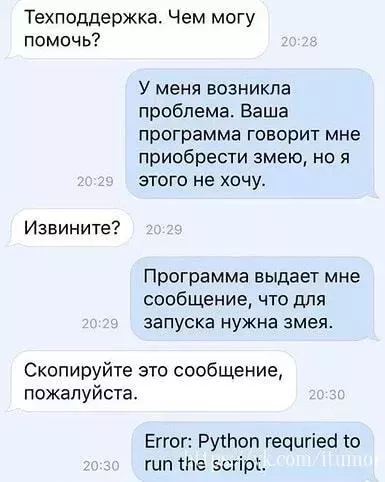 Техподдержка. Чем могу
помочь?
20:28
У меня возникла
проблема. Ваша
программа говорит мне
приобрести змею, но я
этого не хочу.
20:29
Извините?
20:29
Программа выдает мне
сообщение, что для
запуска нужна змея.
20:29
Скопируйте это сообщение,
пожалуйста.
20:30
Error: Python requried to
run the script.
20:30
https://vk.com/itumor